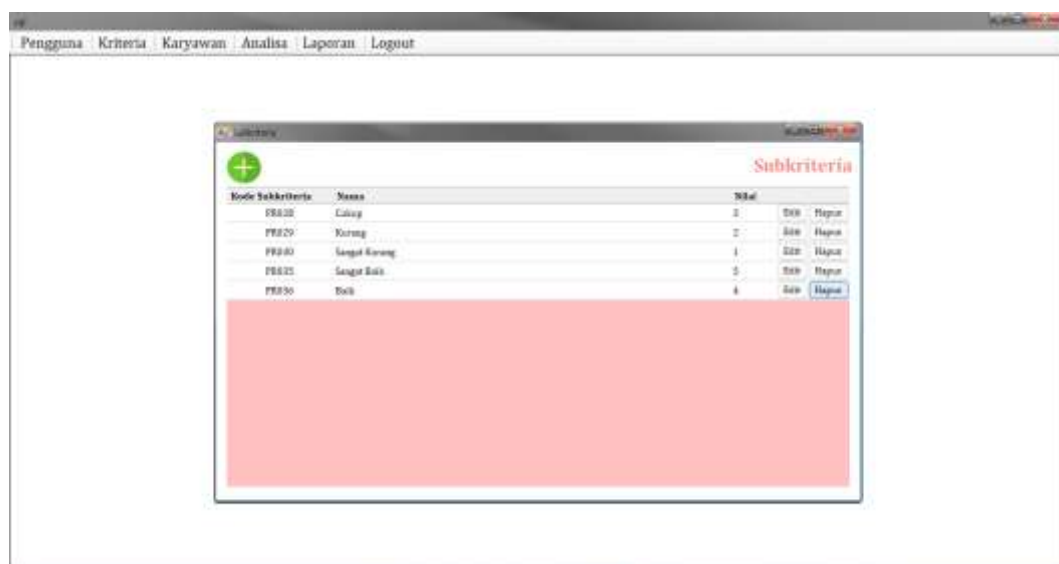 Pengguna Kriteria Karyawan Analisa Laporan Logout
Subkriteria
Subkriteria
Kode Subkriteria Nama Nilai
Cukup Edit Hapus
Kurang 2 Edit Hapus
Sangat Kurang 1 Edit Hapus
Sangat Baik 5 Edit Hapus
Baik 4 Edit Hapus